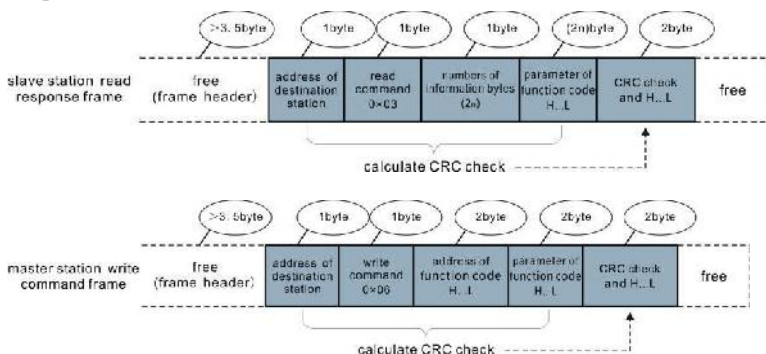 >3. 5byte 1byte 1byte 1byte (2n)byte 2byte
slave station read
response frame
free
(frame header)
address of
destination
station
read
command
0×03
numbers of
information bytes
(2n)
parameter of
function code
H...L
CRC check
and H...L
free
calculate CRC check
>3. 5byte 1byte 1byte 2byte 2byte 2byte
master station write
command frame
free
(frame header)
address of
destination
station
write
command
0×06
address of
function code
H...L
parameter of
function code
H..L
CRC check
and H...L
free
calculate CRC check